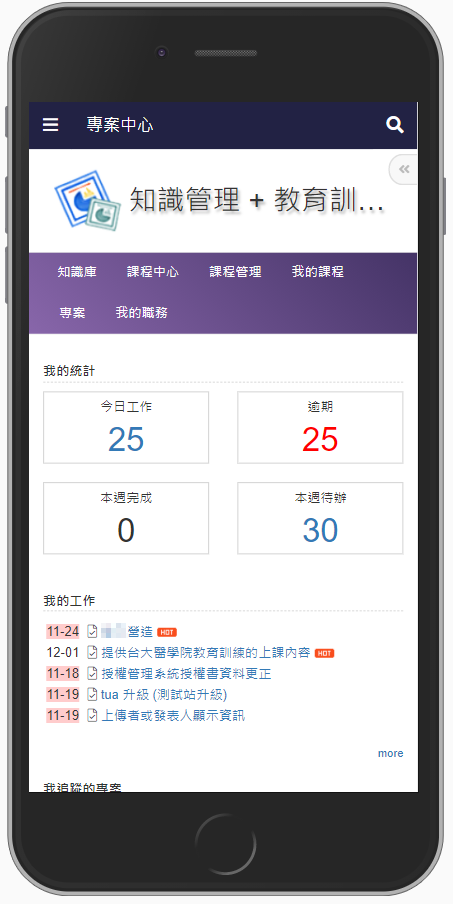 專案中心
知識管理 + 教育訓...
知識庫 課程中心 課程管理 我的課程
專案 我的職務
我的統計
今日工作 逾期
25 25
本週完成 本週待辦
0 30
我的工作
11-24 營造 HOT
12-01 提供台大醫學院教育訓練的上課內容 HOT
11-18 授權管理系統授權書資料更正
11-19 tua 升級 (測試站升級)
11-19 上傳者或發表人顯示資訊
more
我追蹤的專案